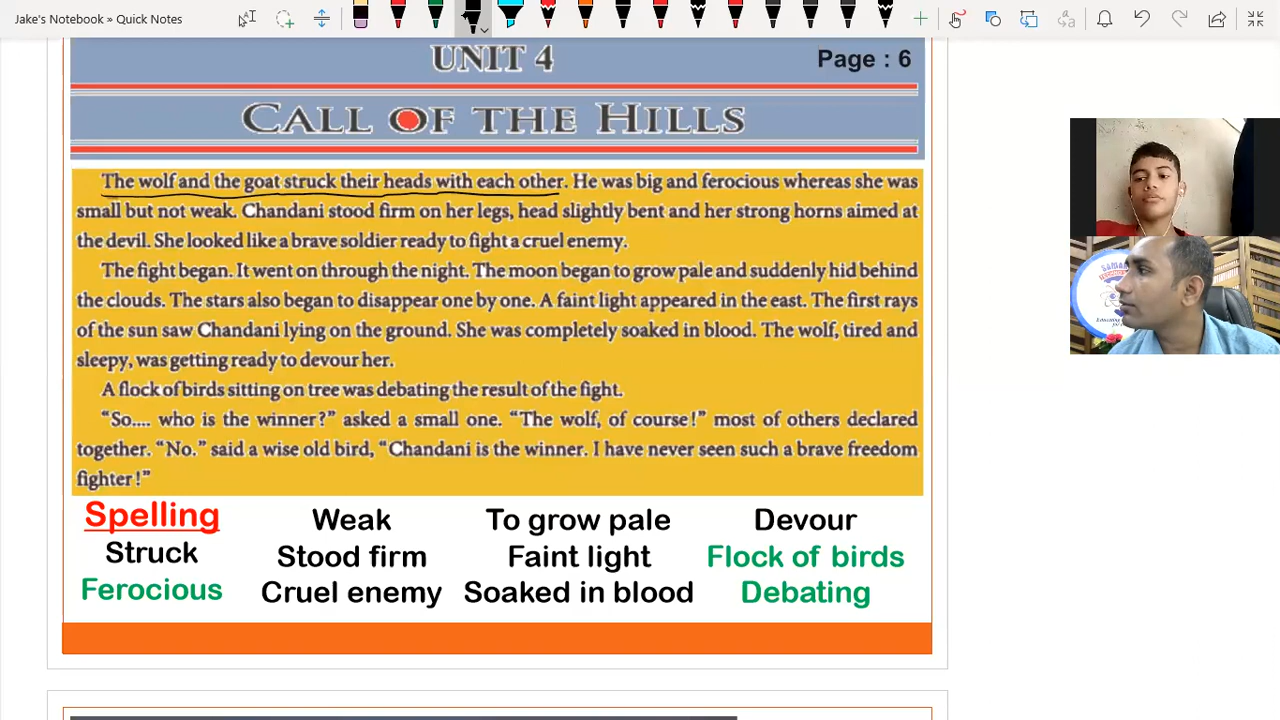 Jake's Notebook » Quick Notes
UNIT 4
Page : 6
CALL OF THE HILLS
The wolf and the goat struck their heads with each other. He was big and ferocious whereas she was
small but not weak. Chandani stood firm on her legs, head slightly bent and her strong horns aimed at
the devil. She looked like a brave soldier ready to fight a cruel enemy.
The fight began. It went on through the night. The moon began to grow pale and suddenly hid behind
the clouds. The stars also began to disappear one by one. A faint light appeared in the east. The first rays
of the sun saw Chandani lying on the ground. She was completely soaked in blood. The wolf, tired and
sleepy, was getting ready to devour her.
A flock of birds sitting on tree was debating the result of the fight.
“So.... who is the winner?” asked a small one. “The wolf, of course!” most of others declared
together. “No.” said a wise old bird, “Chandani is the winner. I have never seen such a brave freedom
fighter !”
Spelling Weak To grow pale Devour
Struck Stood firm Faint light Flock of birds
Ferocious Cruel enemy Soaked in blood Debating